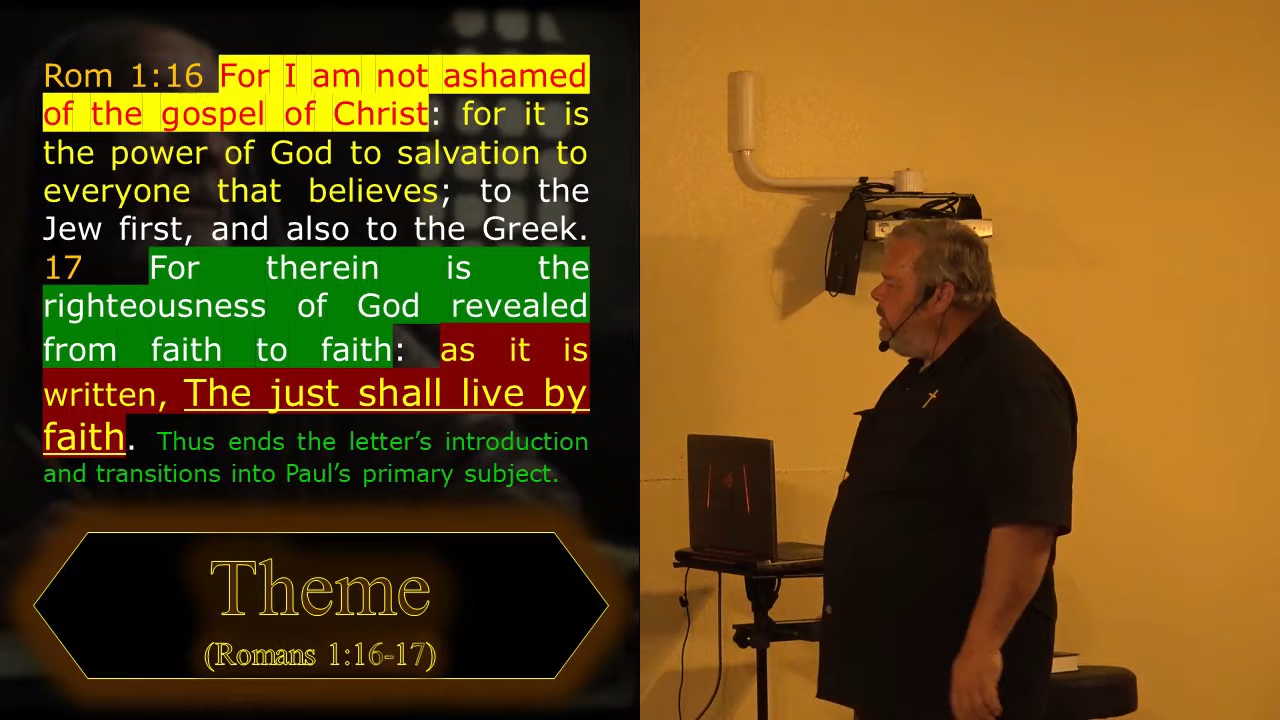 Rom 1:16 For I am not ashamed
of the gospel of Christ: for it is
the power of God to salvation to
everyone that believes; to the
Jew first, and also to the Greek.
17 For therein is the
righteousness of God revealed
from faith to faith: as it is
written, The just shall live by
faith. Thus ends the letter’s introduction
and transitions into Paul’s primary subject.
Theme
(Romans 1:16-17)